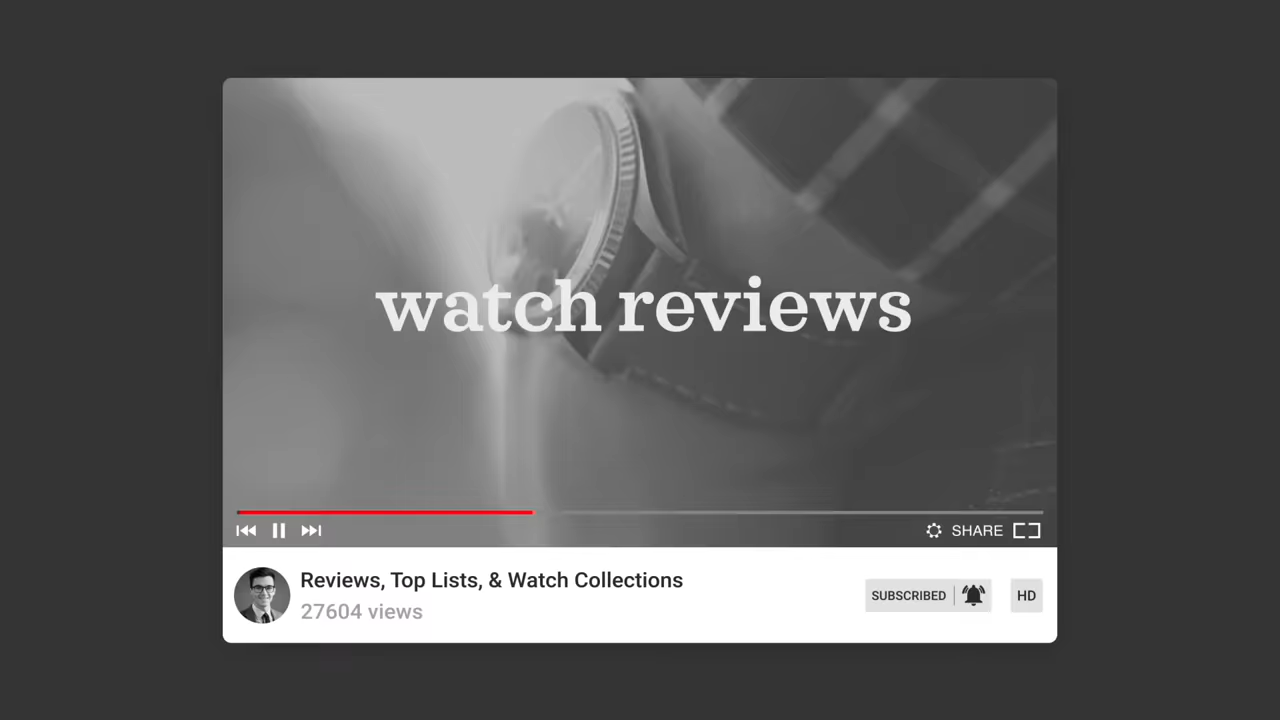 watch reviews
SHARE
Reviews, Top Lists, & Watch Collections
27604 views
SUBSCRIBED
HD